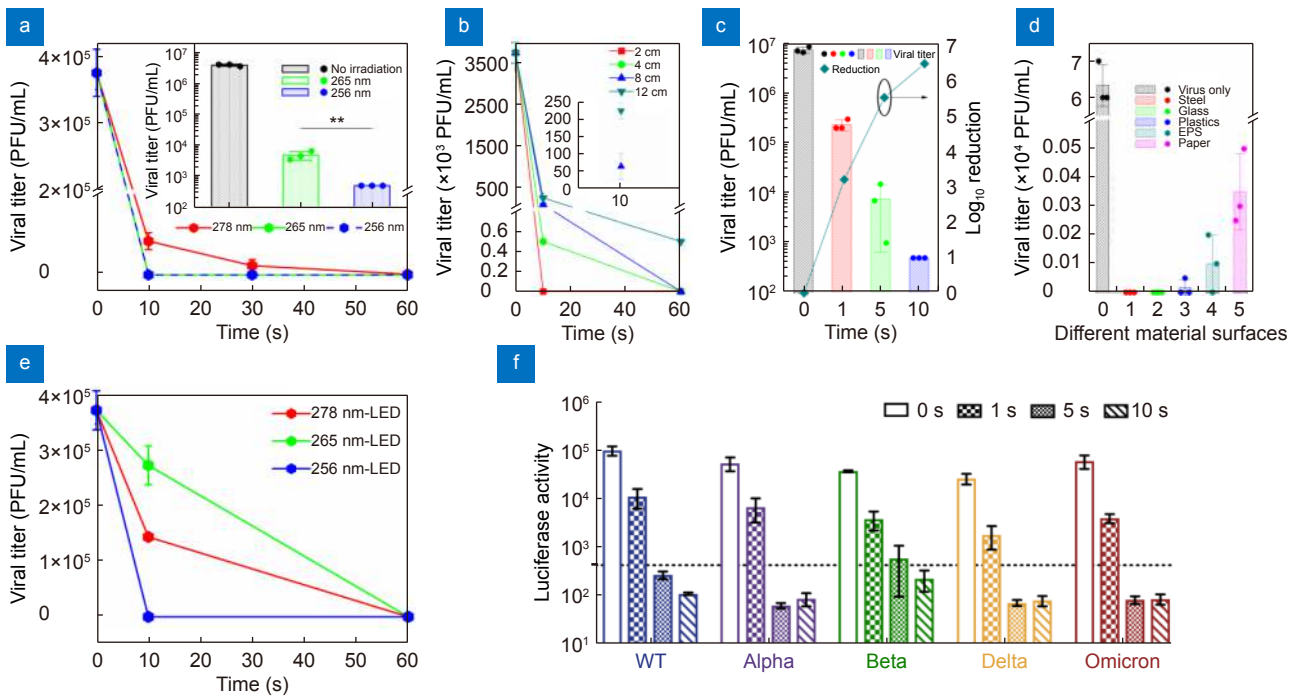 a
Viral titer (PFU/mL)
4×10⁵
3×10⁵
2×10⁵
0
0 10 20 30 40 50 60
Time (s)
278 nm 265 nm 256 nm
Viral titer (PFU/mL)
10⁷
10⁶
10⁵
10⁴
10³
10²
No irradiation
265 nm
256 nm
**
b
Viral titer (×10³ PFU/mL)
3500
3000
2500
2000
1500
1000
500
0.6
0.4
0.2
0
0 10 20 30 40 50 60
Time (s)
2 cm
4 cm
8 cm
12 cm
250
200
150
100
50
0
10
c
Viral titer (PFU/mL)
10⁷
10⁶
10⁵
10⁴
10³
10²
0 1 5 10
Time (s)
Viral titer
Reduction
Log₁₀ reduction
7
6
5
4
3
2
1
0
d
Viral titer (×10⁴ PFU/mL)
7
6
0.05
0.04
0.03
0.02
0.01
0
0 1 2 3 4 5
Different material surfaces
Virus only
Steel
Glass
Plastics
EPS
Paper
e
Viral titer (PFU/mL)
4×10⁵
3×10⁵
2×10⁵
1×10⁵
0
0 10 20 30 40 50 60
Time (s)
278 nm-LED
265 nm-LED
256 nm-LED
f
Luciferase activity
10⁶
10⁵
10⁴
10³
10²
10¹
0 s 1 s 5 s 10 s
WT Alpha Beta Delta Omicron